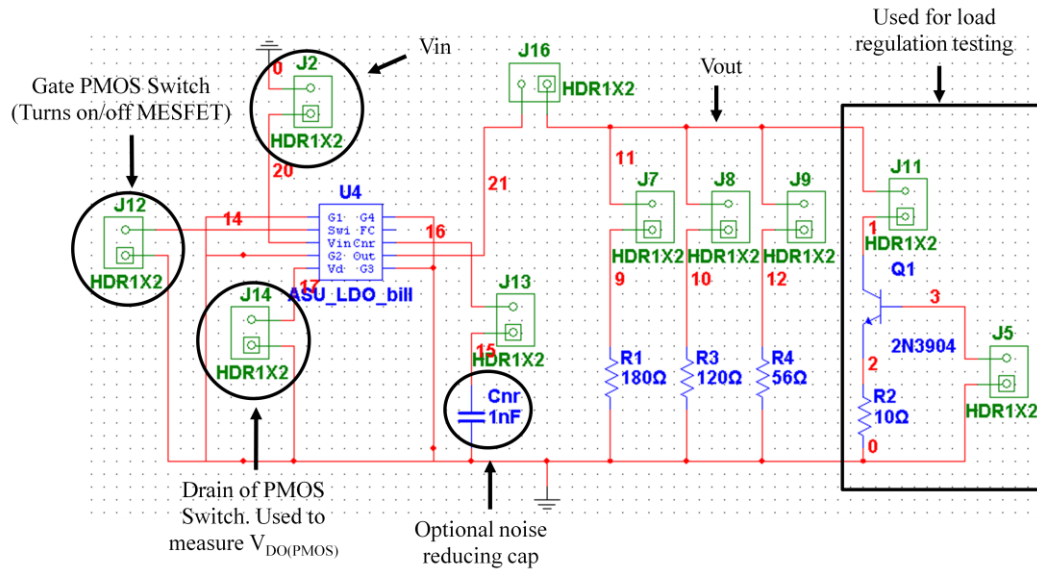 Used for load
regulation testing
Vin
Vout
Gate PMOS Switch
(Turns on/off MESFET)
J2
0
HDR1X2
20
J16
HDR1X2
J12
HDR1X2
14
U4
G1 G4
Swi FC
Vin Cnr
G2 Out
Vd G3
ASU_LDO_bill
16
21
17
J14
HDR1X2
J13
HDR1X2
15
Cnr
1nF
11
J7
HDR1X2
9
R1
180Ω
J8
HDR1X2
10
R3
120Ω
J9
HDR1X2
12
R4
56Ω
J11
HDR1X2
1
Q1
3
2N3904
2
R2
10Ω
0
J5
HDR1X2
Drain of PMOS
Switch. Used to
measure VDO(PMOS)
Optional noise
reducing cap